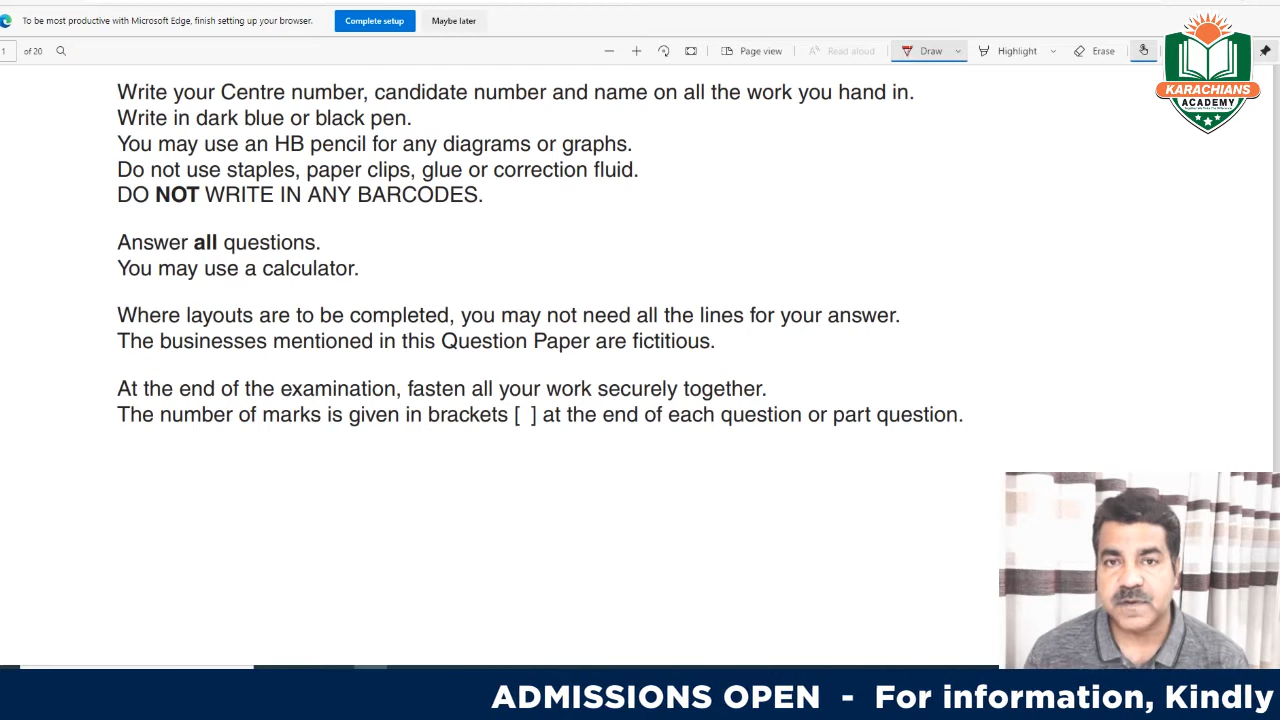 To be most productive with Microsoft Edge, finish setting up your browser. Complete setup Maybe later
1 of 20 Page view Read aloud Draw Highlight Erase
KARACHIANS
ACADEMY
Write your Centre number, candidate number and name on all the work you hand in.
Write in dark blue or black pen.
You may use an HB pencil for any diagrams or graphs.
Do not use staples, paper clips, glue or correction fluid.
DO NOT WRITE IN ANY BARCODES.
Answer all questions.
You may use a calculator.
Where layouts are to be completed, you may not need all the lines for your answer.
The businesses mentioned in this Question Paper are fictitious.
At the end of the examination, fasten all your work securely together.
The number of marks is given in brackets [ ] at the end of each question or part question.
ADMISSIONS OPEN - For information, Kindly